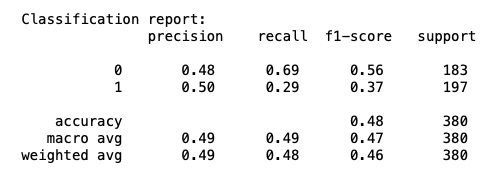 Classification report:
precision recall f1-score support
0 0.48 0.69 0.56 183
1 0.50 0.29 0.37 197
accuracy 0.48 380
macro avg 0.49 0.49 0.47 380
weighted avg 0.49 0.48 0.46 380